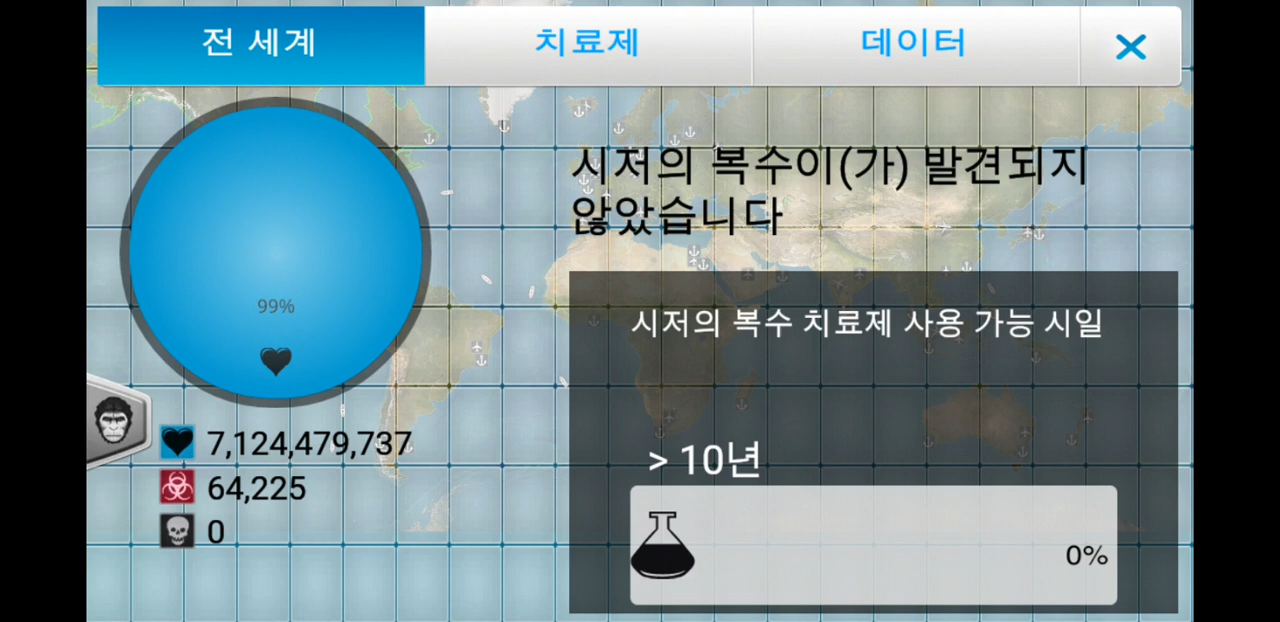 전 세계
치료제
데이터
99%
시저의 복수이(가) 발견되지
않았습니다
시저의 복수 치료제 사용 가능 시일
7,124,479,737
64,225
0
> 10년
0%